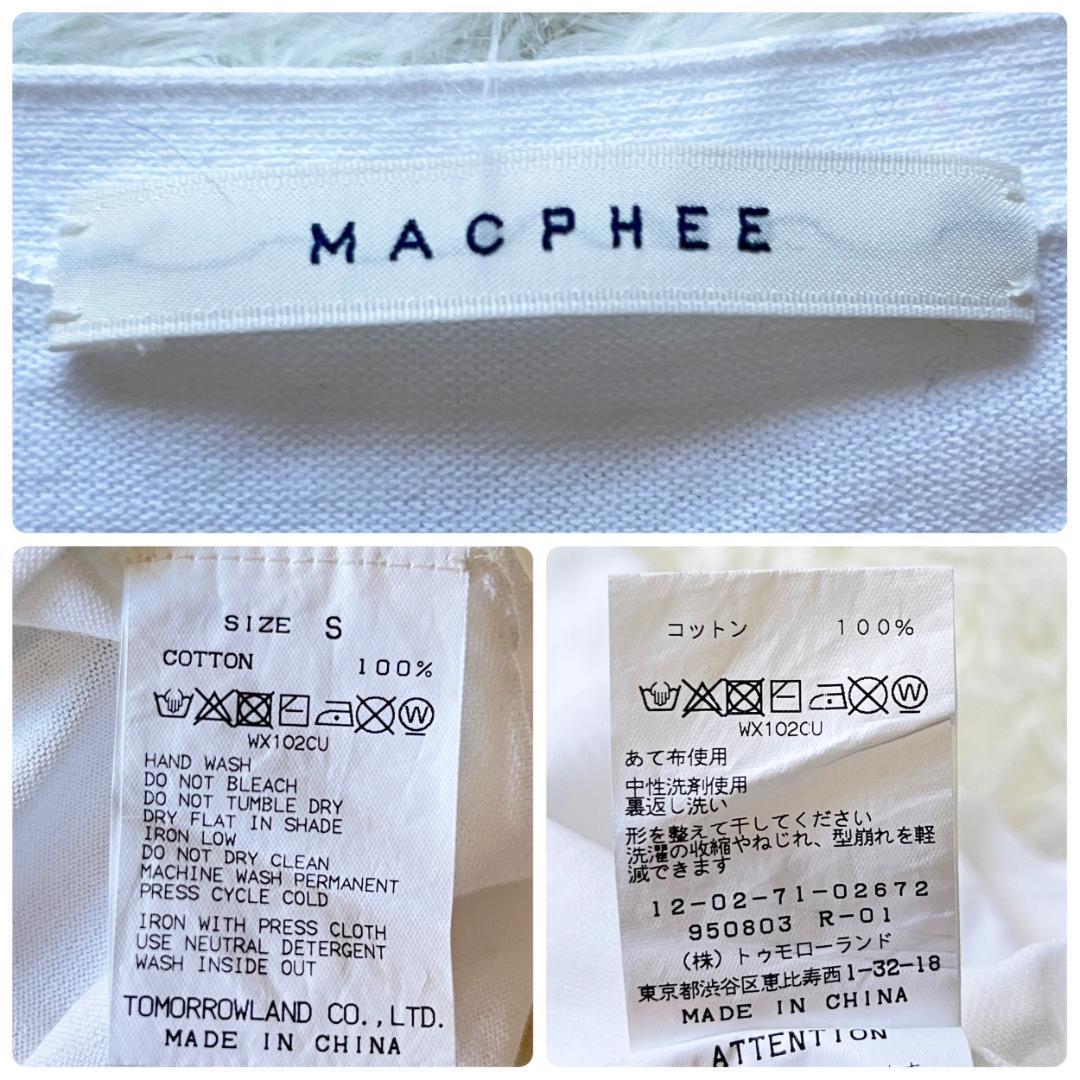 MACPHEE
SIZE S
COTTON 100%
W
WX102CU
HAND WASH
DO NOT BLEACH
DO NOT TUMBLE DRY
DRY FLAT IN SHADE
IRON LOW
DO NOT DRY CLEAN
MACHINE WASH PERMANENT
PRESS CYCLE COLD
IRON WITH PRESS CLOTH
USE NEUTRAL DETERGENT
WASH INSIDE OUT
TOMORROWLAND CO.,LTD.
MADE IN CHINA
コットン 100%
W
WX102CU
あて布使用
中性洗剤使用
裏返し洗い
形を整えて干してください
洗濯の収縮やねじれ、型崩れを軽
減できます
12-02-71-02672
950803 R-01
(株)トゥモローランド
東京都渋谷区恵比寿西1-32-18
MADE IN CHINA
ATTENTION